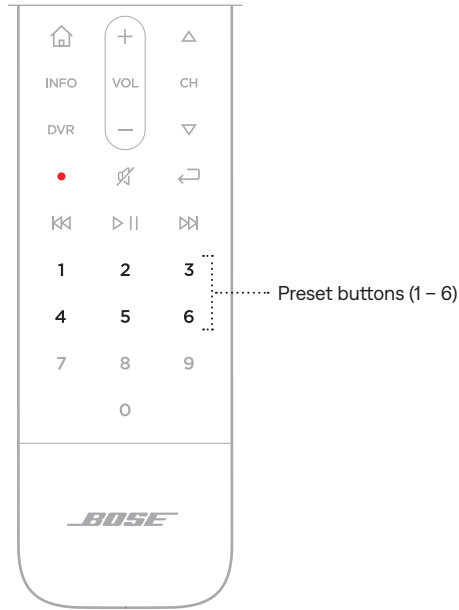 INFO VOL CH
DVR
1 2 3
Preset buttons (1 – 6)
4 5 6
7 8 9
0
BOSE